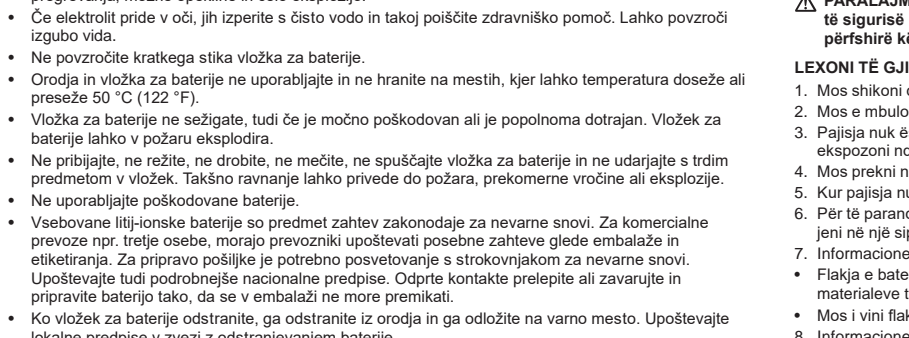 • Če elektrolit pride v oči, jih izperite s čisto vodo in takoj poiščite zdravniško pomoč. Lahko povzroči
izgubo vida.
• Ne povzročite kratkega stika vložka za baterije.
• Orodja in vložka za baterije ne uporabljajte in ne hranite na mestih, kjer lahko temperatura doseže ali
preseže 50 °C (122 °F).
• Vložka za baterije ne sežigate, tudi če je močno poškodovan ali je popolnoma dotrajan. Vložek za
baterije lahko v požaru eksplodira.
• Ne pribijajte, ne režite, ne drobite, ne mečite, ne spuščajte vložka za baterije in ne udarjajte s trdim
predmetom v vložek. Takšno ravnanje lahko privede do požara, prekomerne vročine ali eksplozije.
• Ne uporabljajte poškodovane baterije.
• Vsebovane litij-ionske baterije so predmet zahtev zakonodaje za nevarne snovi. Za komercialne
prevoze npr. tretje osebe, morajo prevozniki upoštevati posebne zahteve glede embalaže in
etiketiranja. Za pripravo pošiljke je potrebno posvetovanje s strokovnjakom za nevarne snovi.
Upoštevajte tudi podrobnejše nacionalne predpise. Odprte kontakte prelepite ali zavarujte in
pripravite baterijo tako, da se v embalaži ne more premikati.
• Ko vložek za baterije odstranite, ga odstranite iz orodja in ga odložite na varno mesto. Upoštevajte
lokalne predpise v zvezi z odstranjevanjem baterije.
PARALAJM
të sigurisë
përfshirë kë
LEXONI TË GJI
1. Mos shikoni
2. Mos e mbulo
3. Pajisja nuk
ekspozoni
4. Mos prekni
5. Kur pajisja
6. Për të
jeni në një
7. Informacione
• Flakja e
materialeve
• Mos i vini
8. Informacione